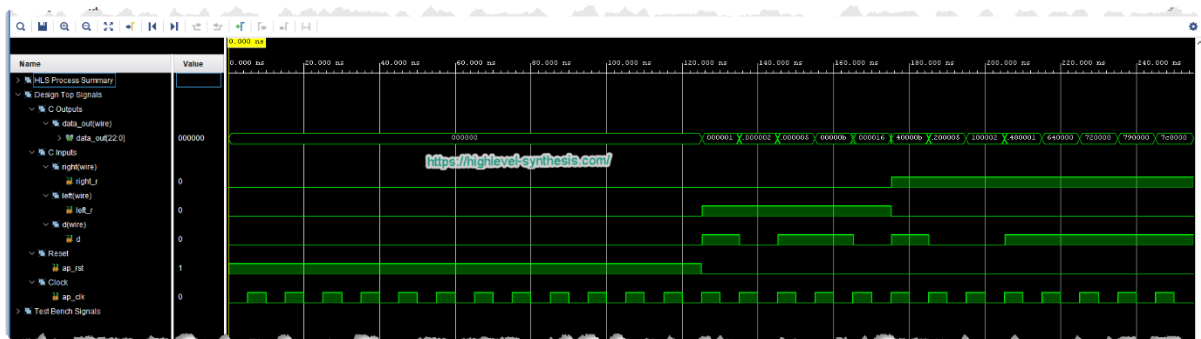 0.000 ns
Name Value
0.000 ns 20.000 ns 40.000 ns 60.000 ns 80.000 ns 100.000 ns 120.000 ns 140.000 ns 160.000 ns 180.000 ns 200.000 ns 220.000 ns 240.000 ns
HLS Process Summary
Design Top Signals
C Outputs
data_out(wire)
data_out[22:0] 000000 000000 000001 000002 000005 00000b 000016 40000b 200005 100002 480001 640000 720000 790000 7c8000
https://highlevel-synthesis.com/
C Inputs
right(wire)
right_r 0
left(wire)
left_r 0
d(wire)
d 0
Reset
ap_rst 1
Clock
ap_clk 0
Test Bench Signals